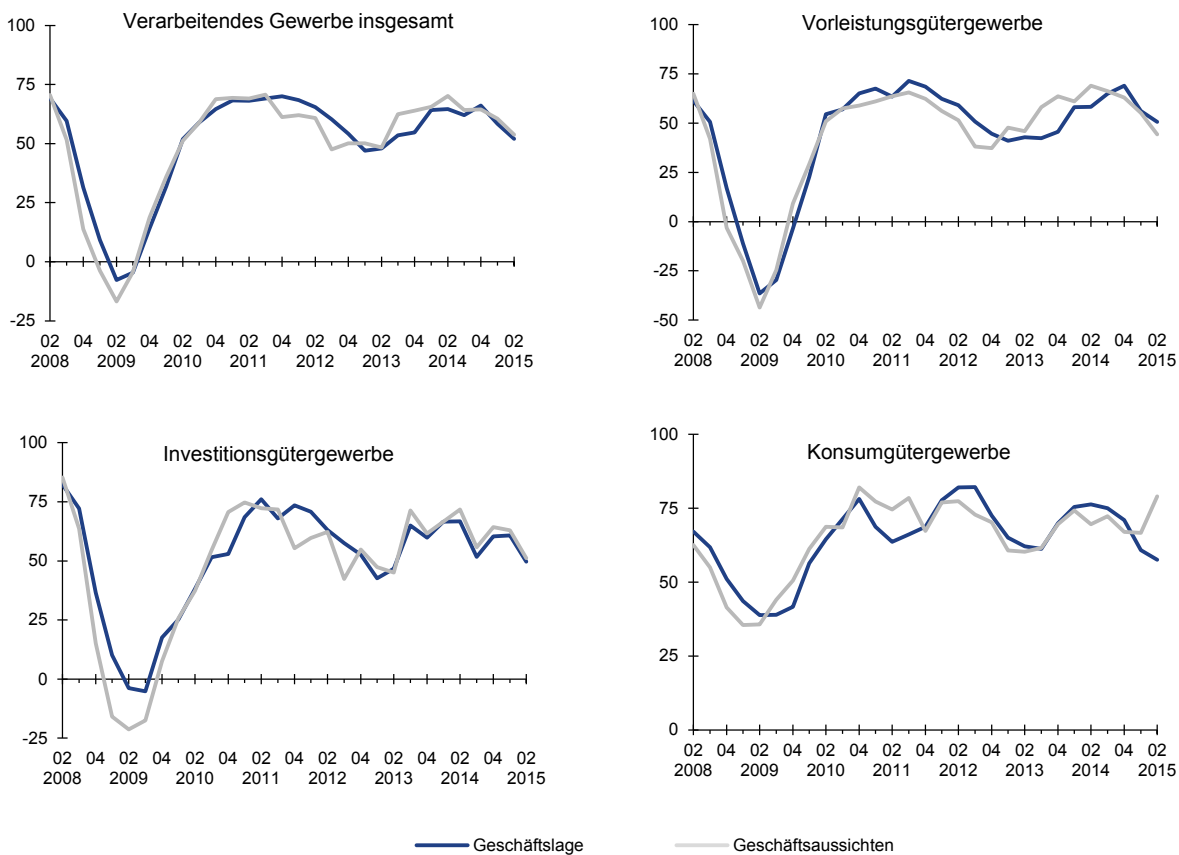 Verarbeitendes Gewerbe insgesamt
100
75
50
25
0
-25
02 04 02 04 02 04 02 04 02 04 02 04 02 04 02
2008 2009 2010 2011 2012 2013 2014 2015
Vorleistungsgütergewerbe
100
75
50
25
0
-25
-50
02 04 02 04 02 04 02 04 02 04 02 04 02 04 02
2008 2009 2010 2011 2012 2013 2014 2015
Investitionsgütergewerbe
100
75
50
25
0
-25
02 04 02 04 02 04 02 04 02 04 02 04 02 04 02
2008 2009 2010 2011 2012 2013 2014 2015
Konsumgütergewerbe
100
75
50
25
0
02 04 02 04 02 04 02 04 02 04 02 04 02 04 02
2008 2009 2010 2011 2012 2013 2014 2015
Geschäftslage Geschäftsaussichten